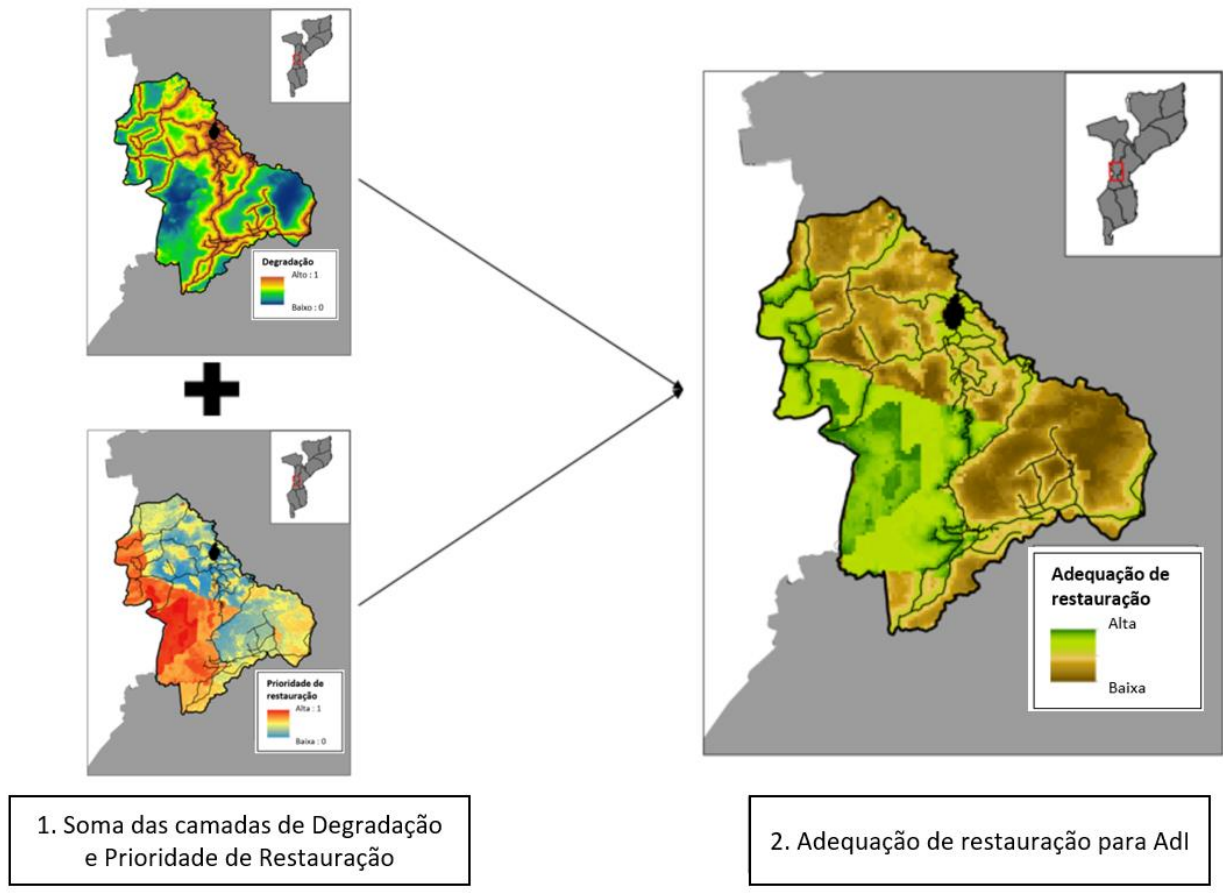 Degradação
Alto : 1
Baixo : 0
Prioridade de
restauração
Alta : 1
Baixa : 0
Adequação de
restauração
Alta
Baixa
1. Soma das camadas de Degradação
e Prioridade de Restauração
2. Adequação de restauração para AdI